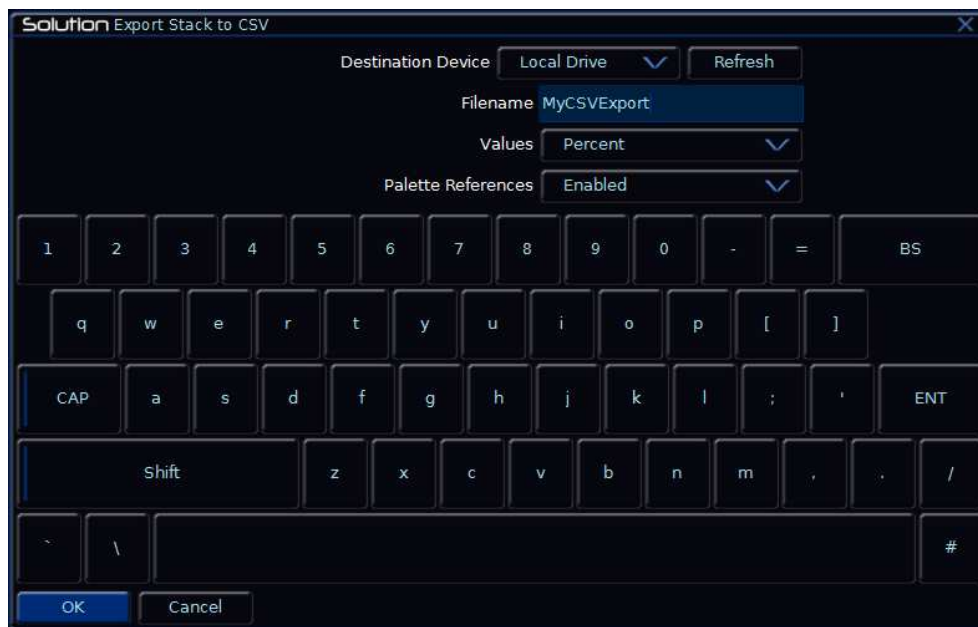 Solution Export Stack to CSV X
Destination Device Local Drive Refresh
Filename MyCSVExport
Values Percent
Palette References Enabled
1 2 3 4 5 6 7 8 9 0 - = BS
q w e r t y u i o p [ ]
CAP a s d f g h j k l ; ' ENT
Shift z x c v b n m , . /
` \ #
OK Cancel